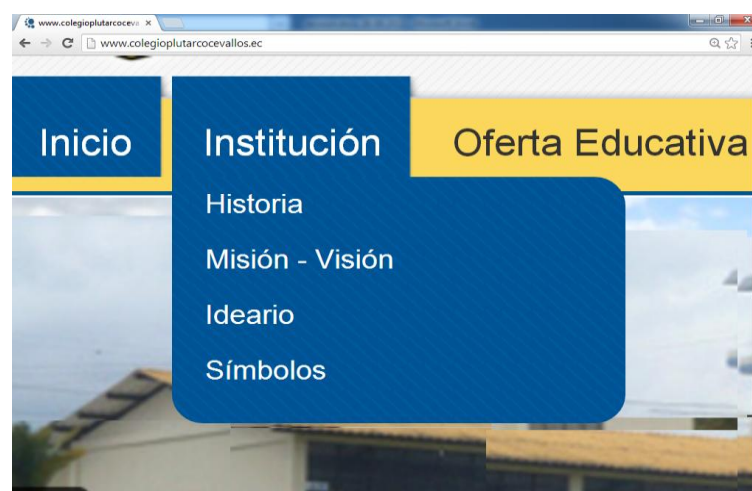 www.colegioplutarcoceva
www.colegioplutarcocevallos.ec
Inicio Institución Oferta Educativa
Historia
Misión - Visión
Ideario
Símbolos